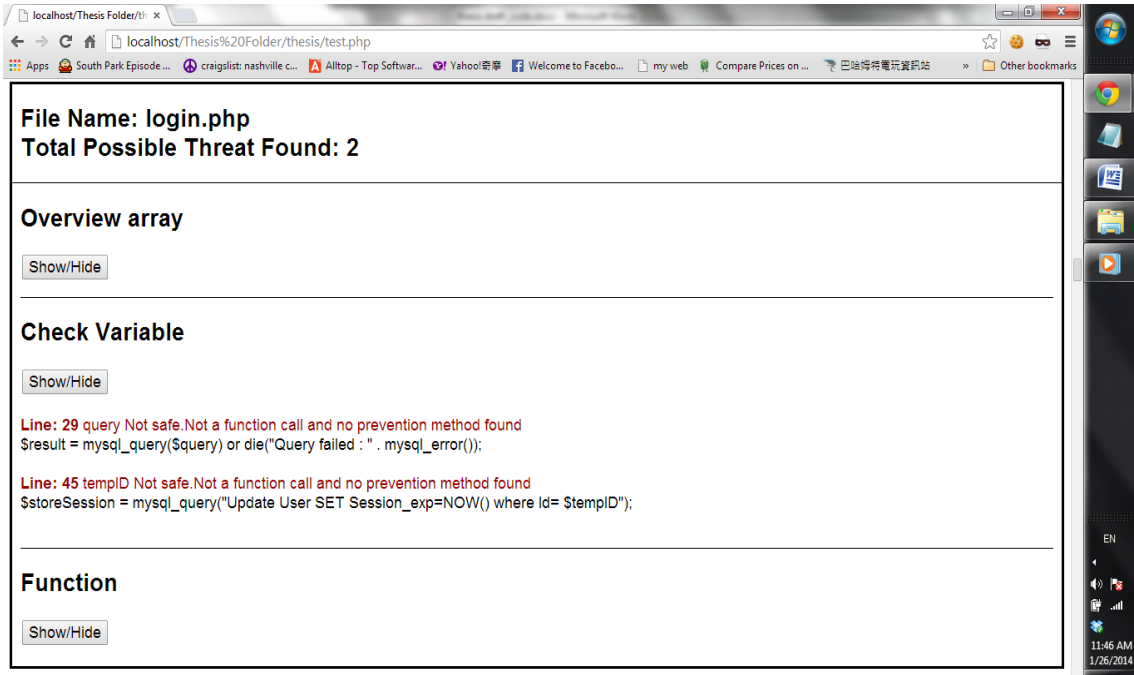 localhost/Thesis Folder/th
localhost/Thesis%20Folder/thesis/test.php
Apps South Park Episode ... craigslist: nashville c... Alltop - Top Softwar... Yahoo!奇摩 Welcome to Facebo... my web Compare Prices on ... 巴哈姆特電玩資訊站 » Other bookmarks
File Name: login.php
Total Possible Threat Found: 2
Overview array
Show/Hide
Check Variable
Show/Hide
Line: 29 query Not safe.Not a function call and no prevention method found
$result = mysql_query($query) or die("Query failed : " . mysql_error());
Line: 45 tempID Not safe.Not a function call and no prevention method found
$storeSession = mysql_query("Update User SET Session_exp=NOW() where Id= $tempID");
Function
Show/Hide
EN
11:46 AM
1/26/2014